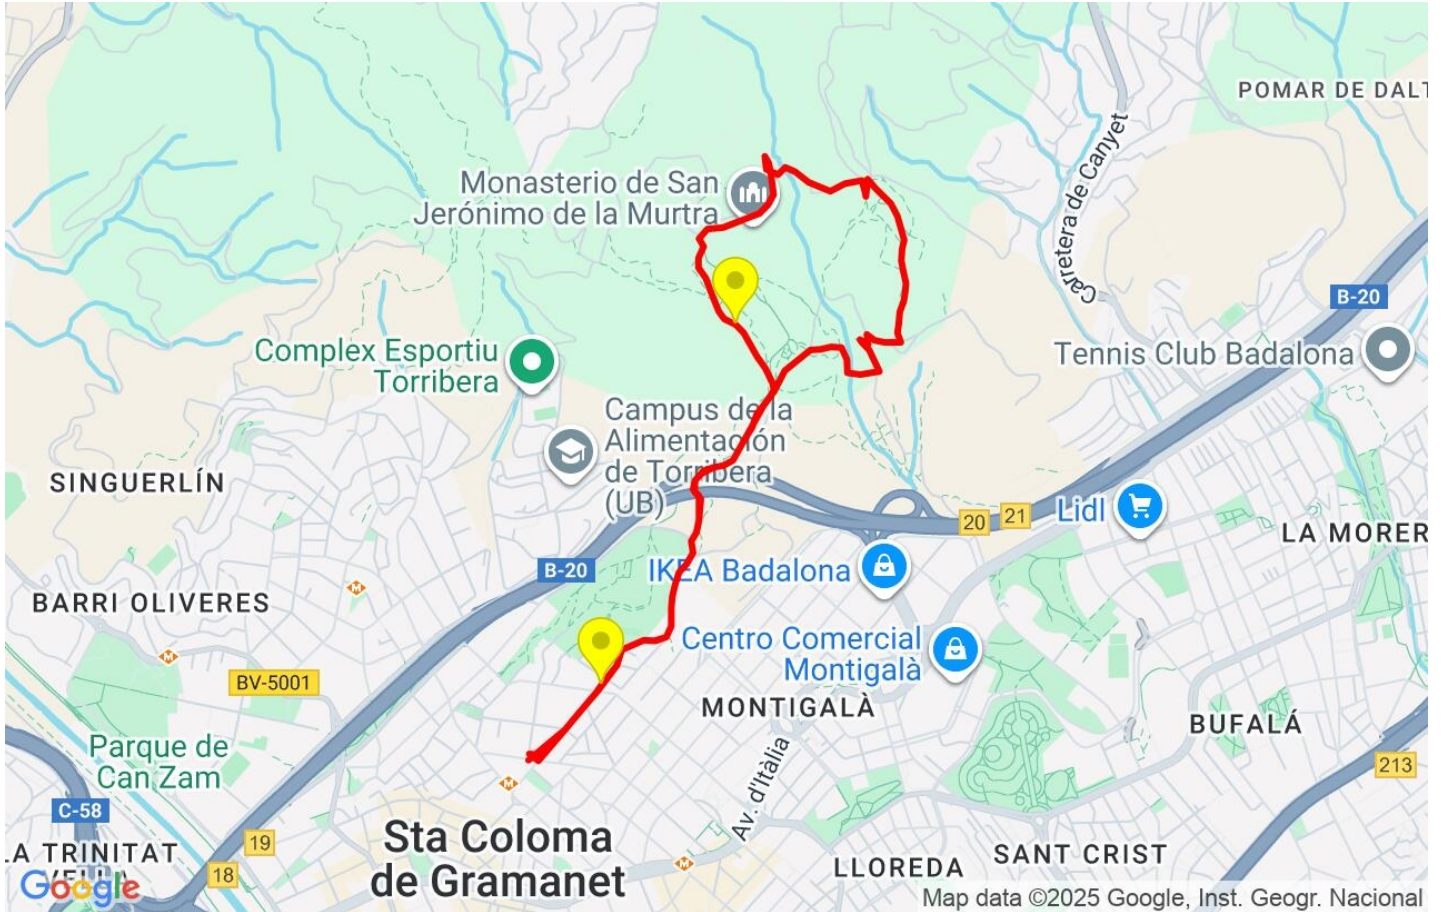 POMAR DE DALT
Monasterio de San
Jerónimo de la Murtra
Carretera de Canyet
B-20
Complex Esportiu
Torribera
Tennis Club Badalona
Campus de la
Alimentación
de Torribera
(UB)
SINGUERLÍN
20
21
Lidl
LA MORER
B-20
IKEA Badalona
BARRI OLIVERES
Centro Comercial
Montigalà
BV-5001
MONTIGALÀ
BUFALÁ
Parque de
Can Zam
213
Av. d'Itàlia
C-58
Sta Coloma
de Gramanet
19
LA TRINITAT
18
LLOREDA
SANT CRIST
Google
Map data ©2025 Google, Inst. Geogr. Nacional